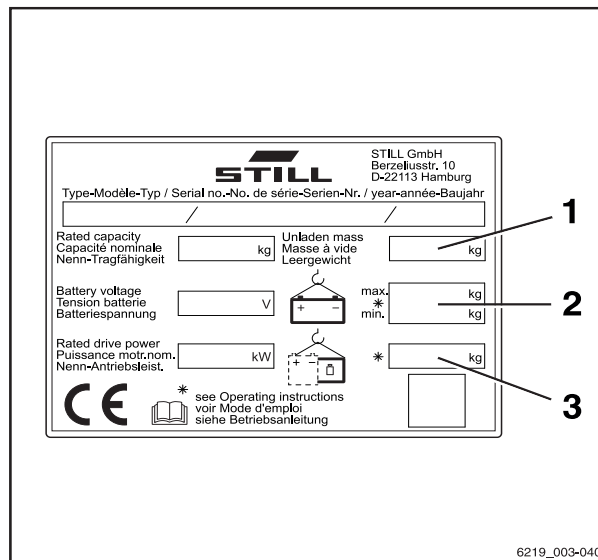 STILL
STILL GmbH
Berzeliusstr. 10
D-22113 Hamburg
Type-Modèle-Typ / Serial no.-No. de série-Serien-Nr. / year-année-Baujahr
/ /
Rated capacity
Capacité nominale
Nenn-Tragfähigkeit
kg
Unladen mass
Masse à vide
Leergewicht
kg
1
Battery voltage
Tension batterie
Batteriespannung
V
+ -
max. kg
*
min. kg
2
Rated drive power
Puissance motr.nom.
Nenn-Antriebsleist.
kW
+ -
* kg
3
CE
* see Operating instructions
voir Mode d'emploi
siehe Betriebsanleitung
6219_003-040